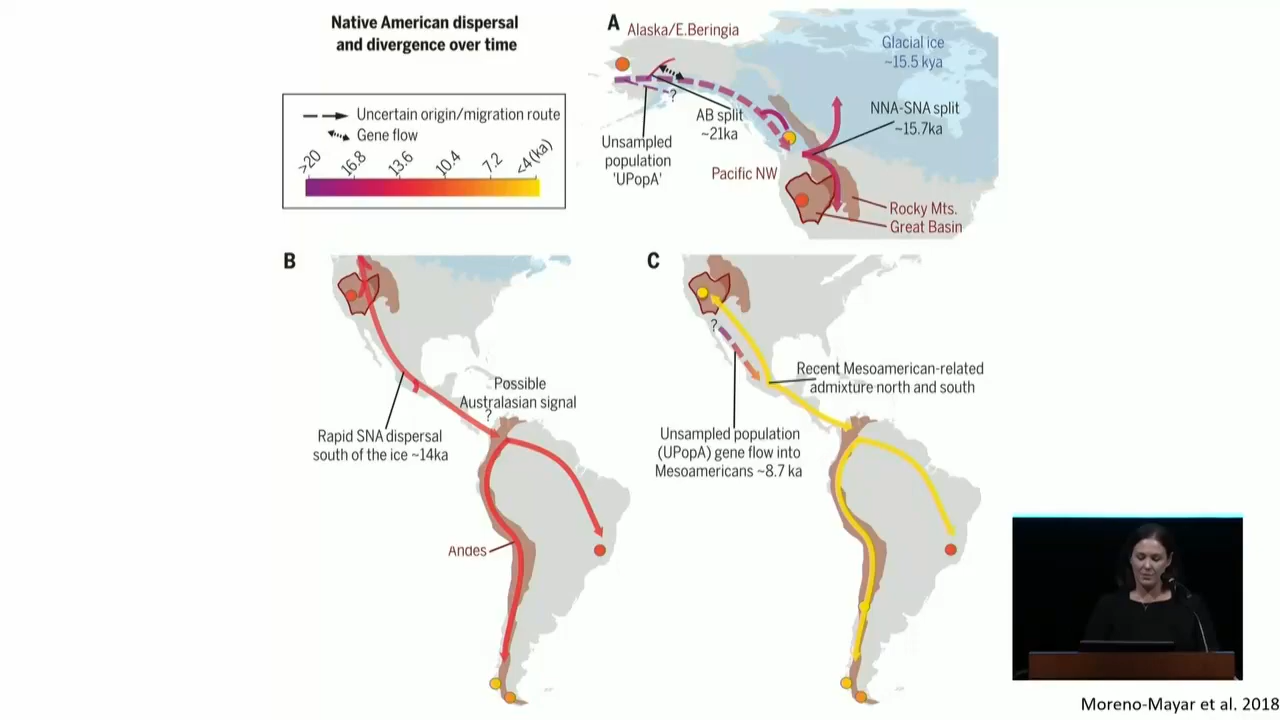 Native American dispersal
and divergence over time
Uncertain origin/migration route
Gene flow
>20 16.8 13.6 10.4 7.2 <4(ka)
A Alaska/E.Beringia
Glacial ice
~15.5 kya
NNA-SNA split
~15.7ka
AB split
~21ka
?
Unsampled
population
'UPopA'
Pacific NW
Rocky Mts.
Great Basin
B
Possible
Australasian signal
?
Rapid SNA dispersal
south of the ice ~14ka
Andes
C
?
Recent Mesoamerican-related
admixture north and south
Unsampled population
(UPopA) gene flow into
Mesoamericans ~8.7 ka
Moreno-Mayar et al. 2018